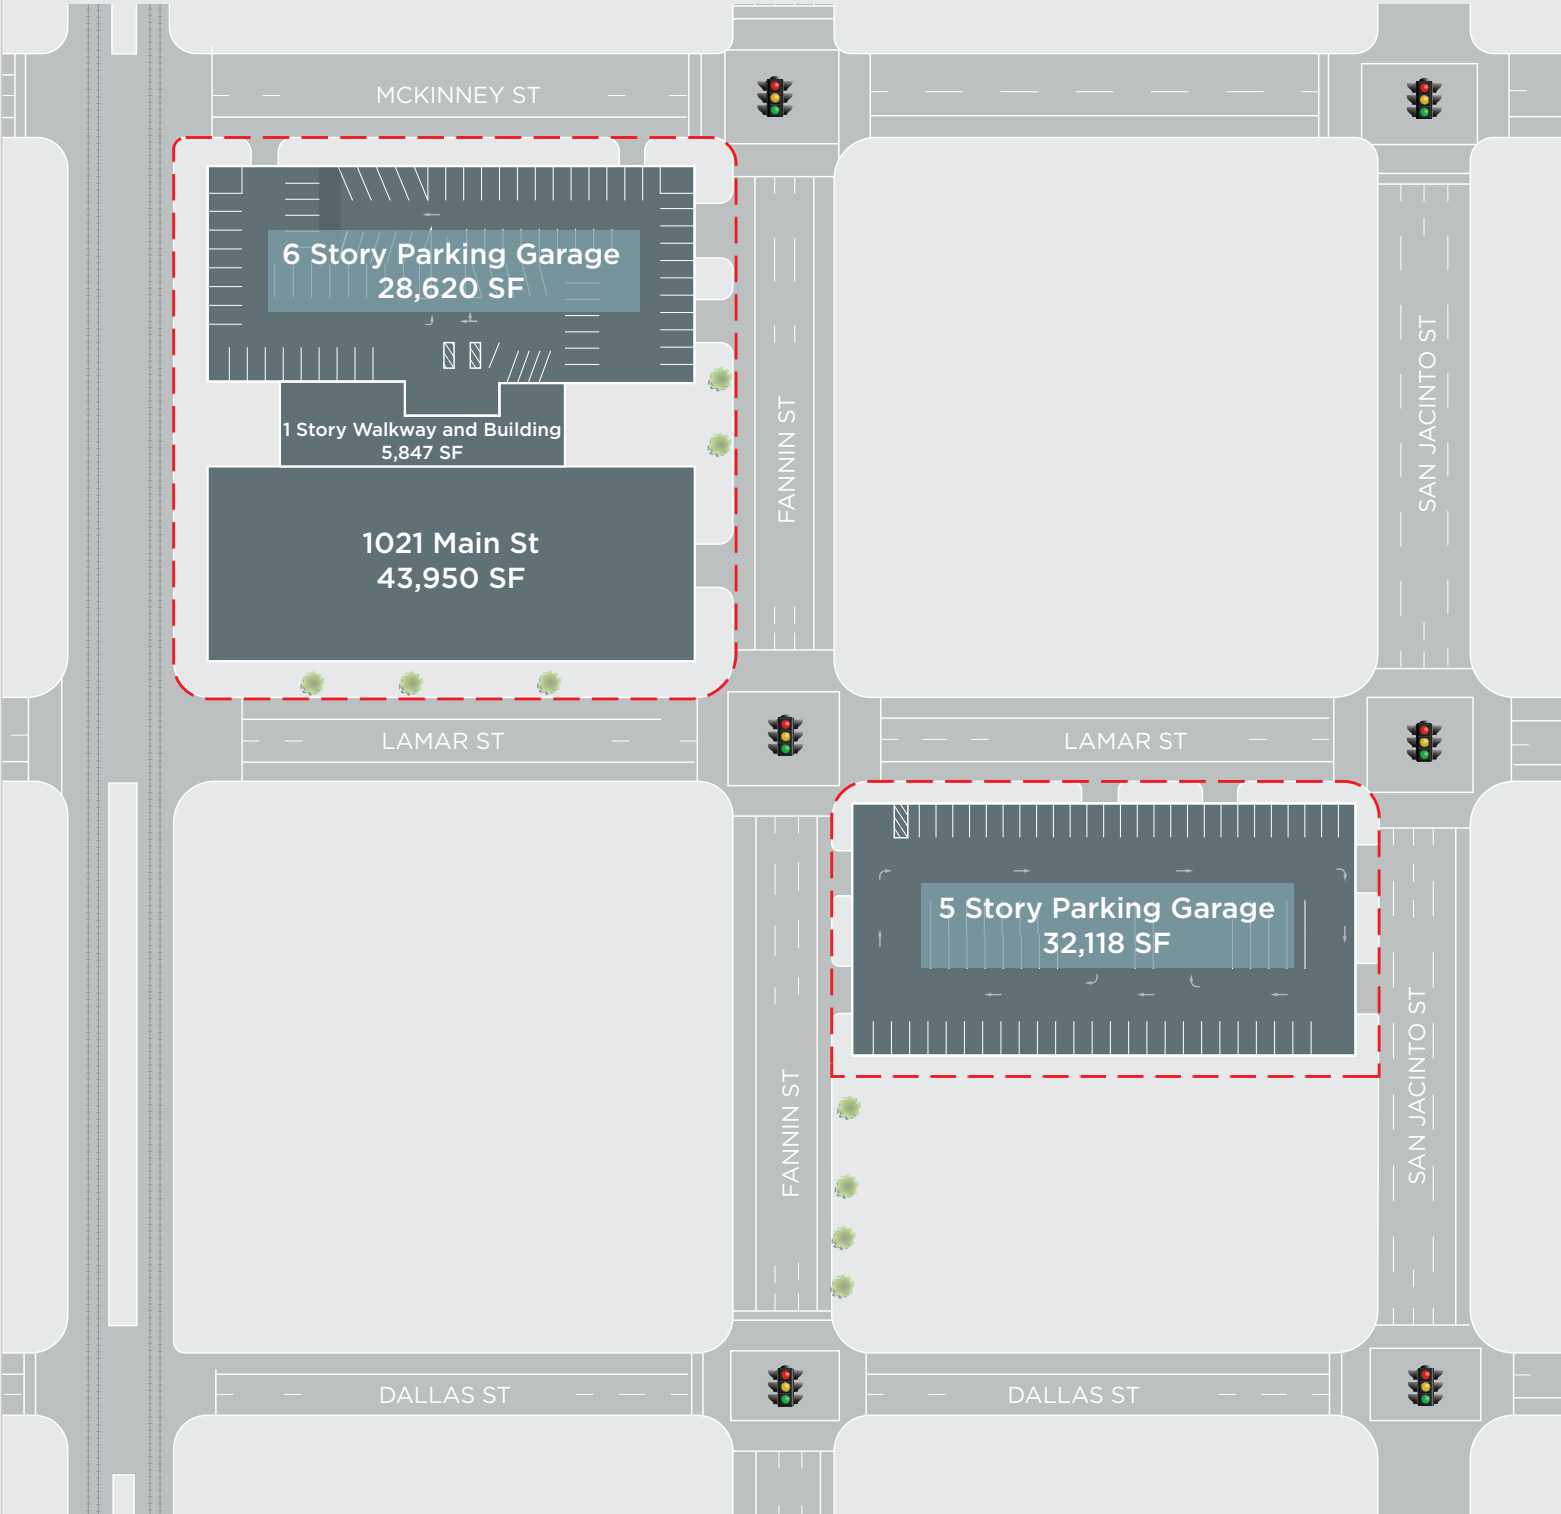 MCKINNEY ST
6 Story Parking Garage
28,620 SF
SAN JACINTO ST
FANNIN ST
1 Story Walkway and Building
5,847 SF
1021 Main St
43,950 SF
LAMAR ST
LAMAR ST
5 Story Parking Garage
32,118 SF
FANNIN ST
SAN JACINTO ST
DALLAS ST
DALLAS ST